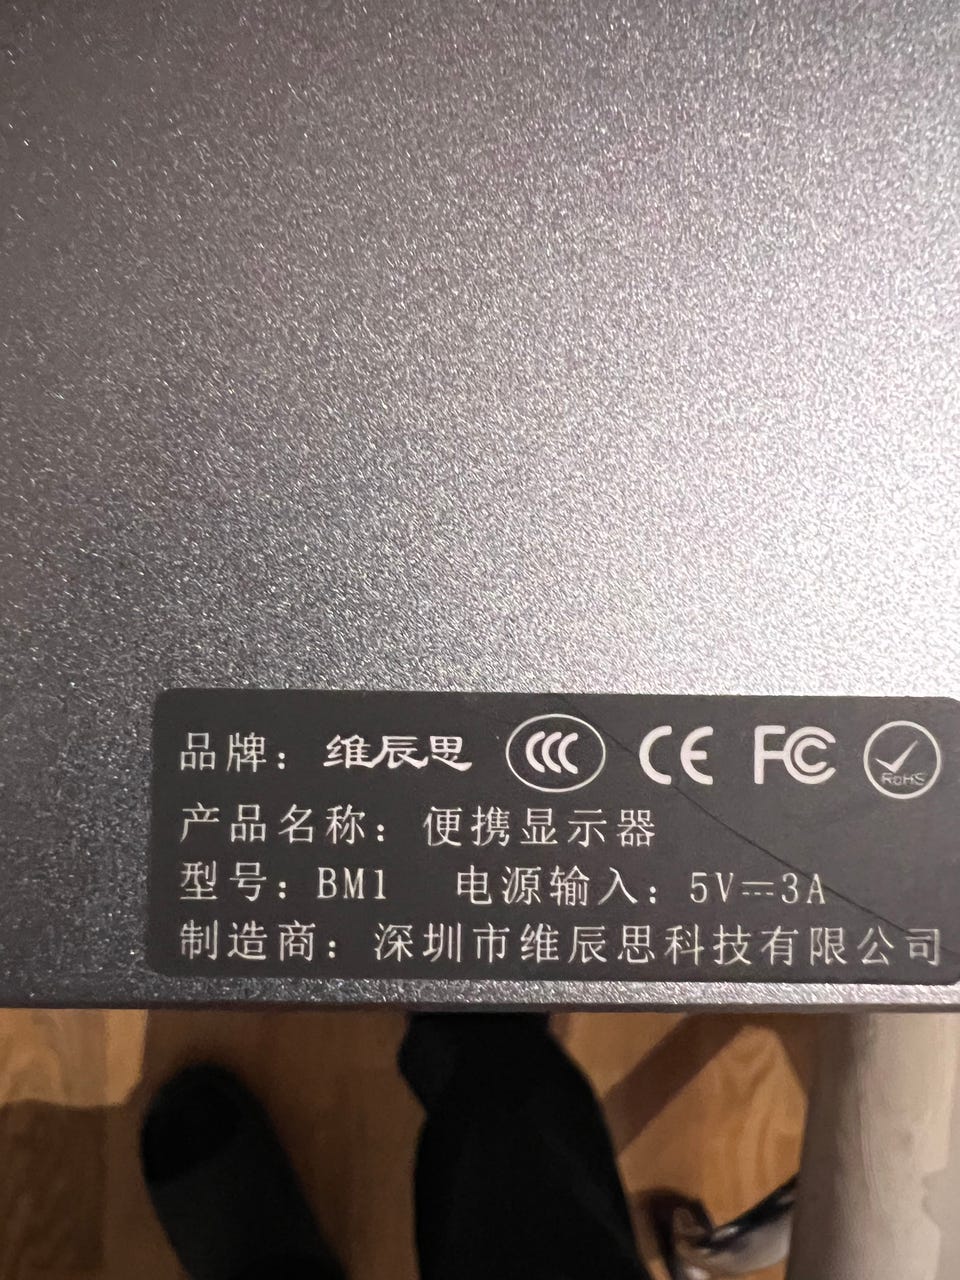 品牌：维辰思 CCC CE FC RoHS
产品名称：便携显示器
型号：BM1 电源输入：5V⎓3A
制造商：深圳市维辰思科技有限公司